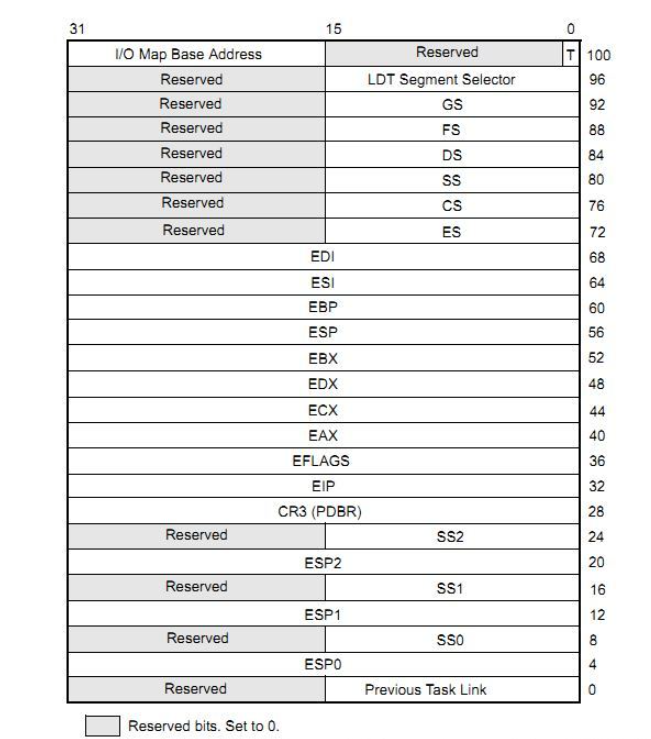 31 15 0
I/O Map Base Address Reserved T 100
Reserved LDT Segment Selector 96
Reserved GS 92
Reserved FS 88
Reserved DS 84
Reserved SS 80
Reserved CS 76
Reserved ES 72
EDI 68
ESI 64
EBP 60
ESP 56
EBX 52
EDX 48
ECX 44
EAX 40
EFLAGS 36
EIP 32
CR3 (PDBR) 28
Reserved SS2 24
ESP2 20
Reserved SS1 16
ESP1 12
Reserved SS0 8
ESP0 4
Reserved Previous Task Link 0
Reserved bits. Set to 0.